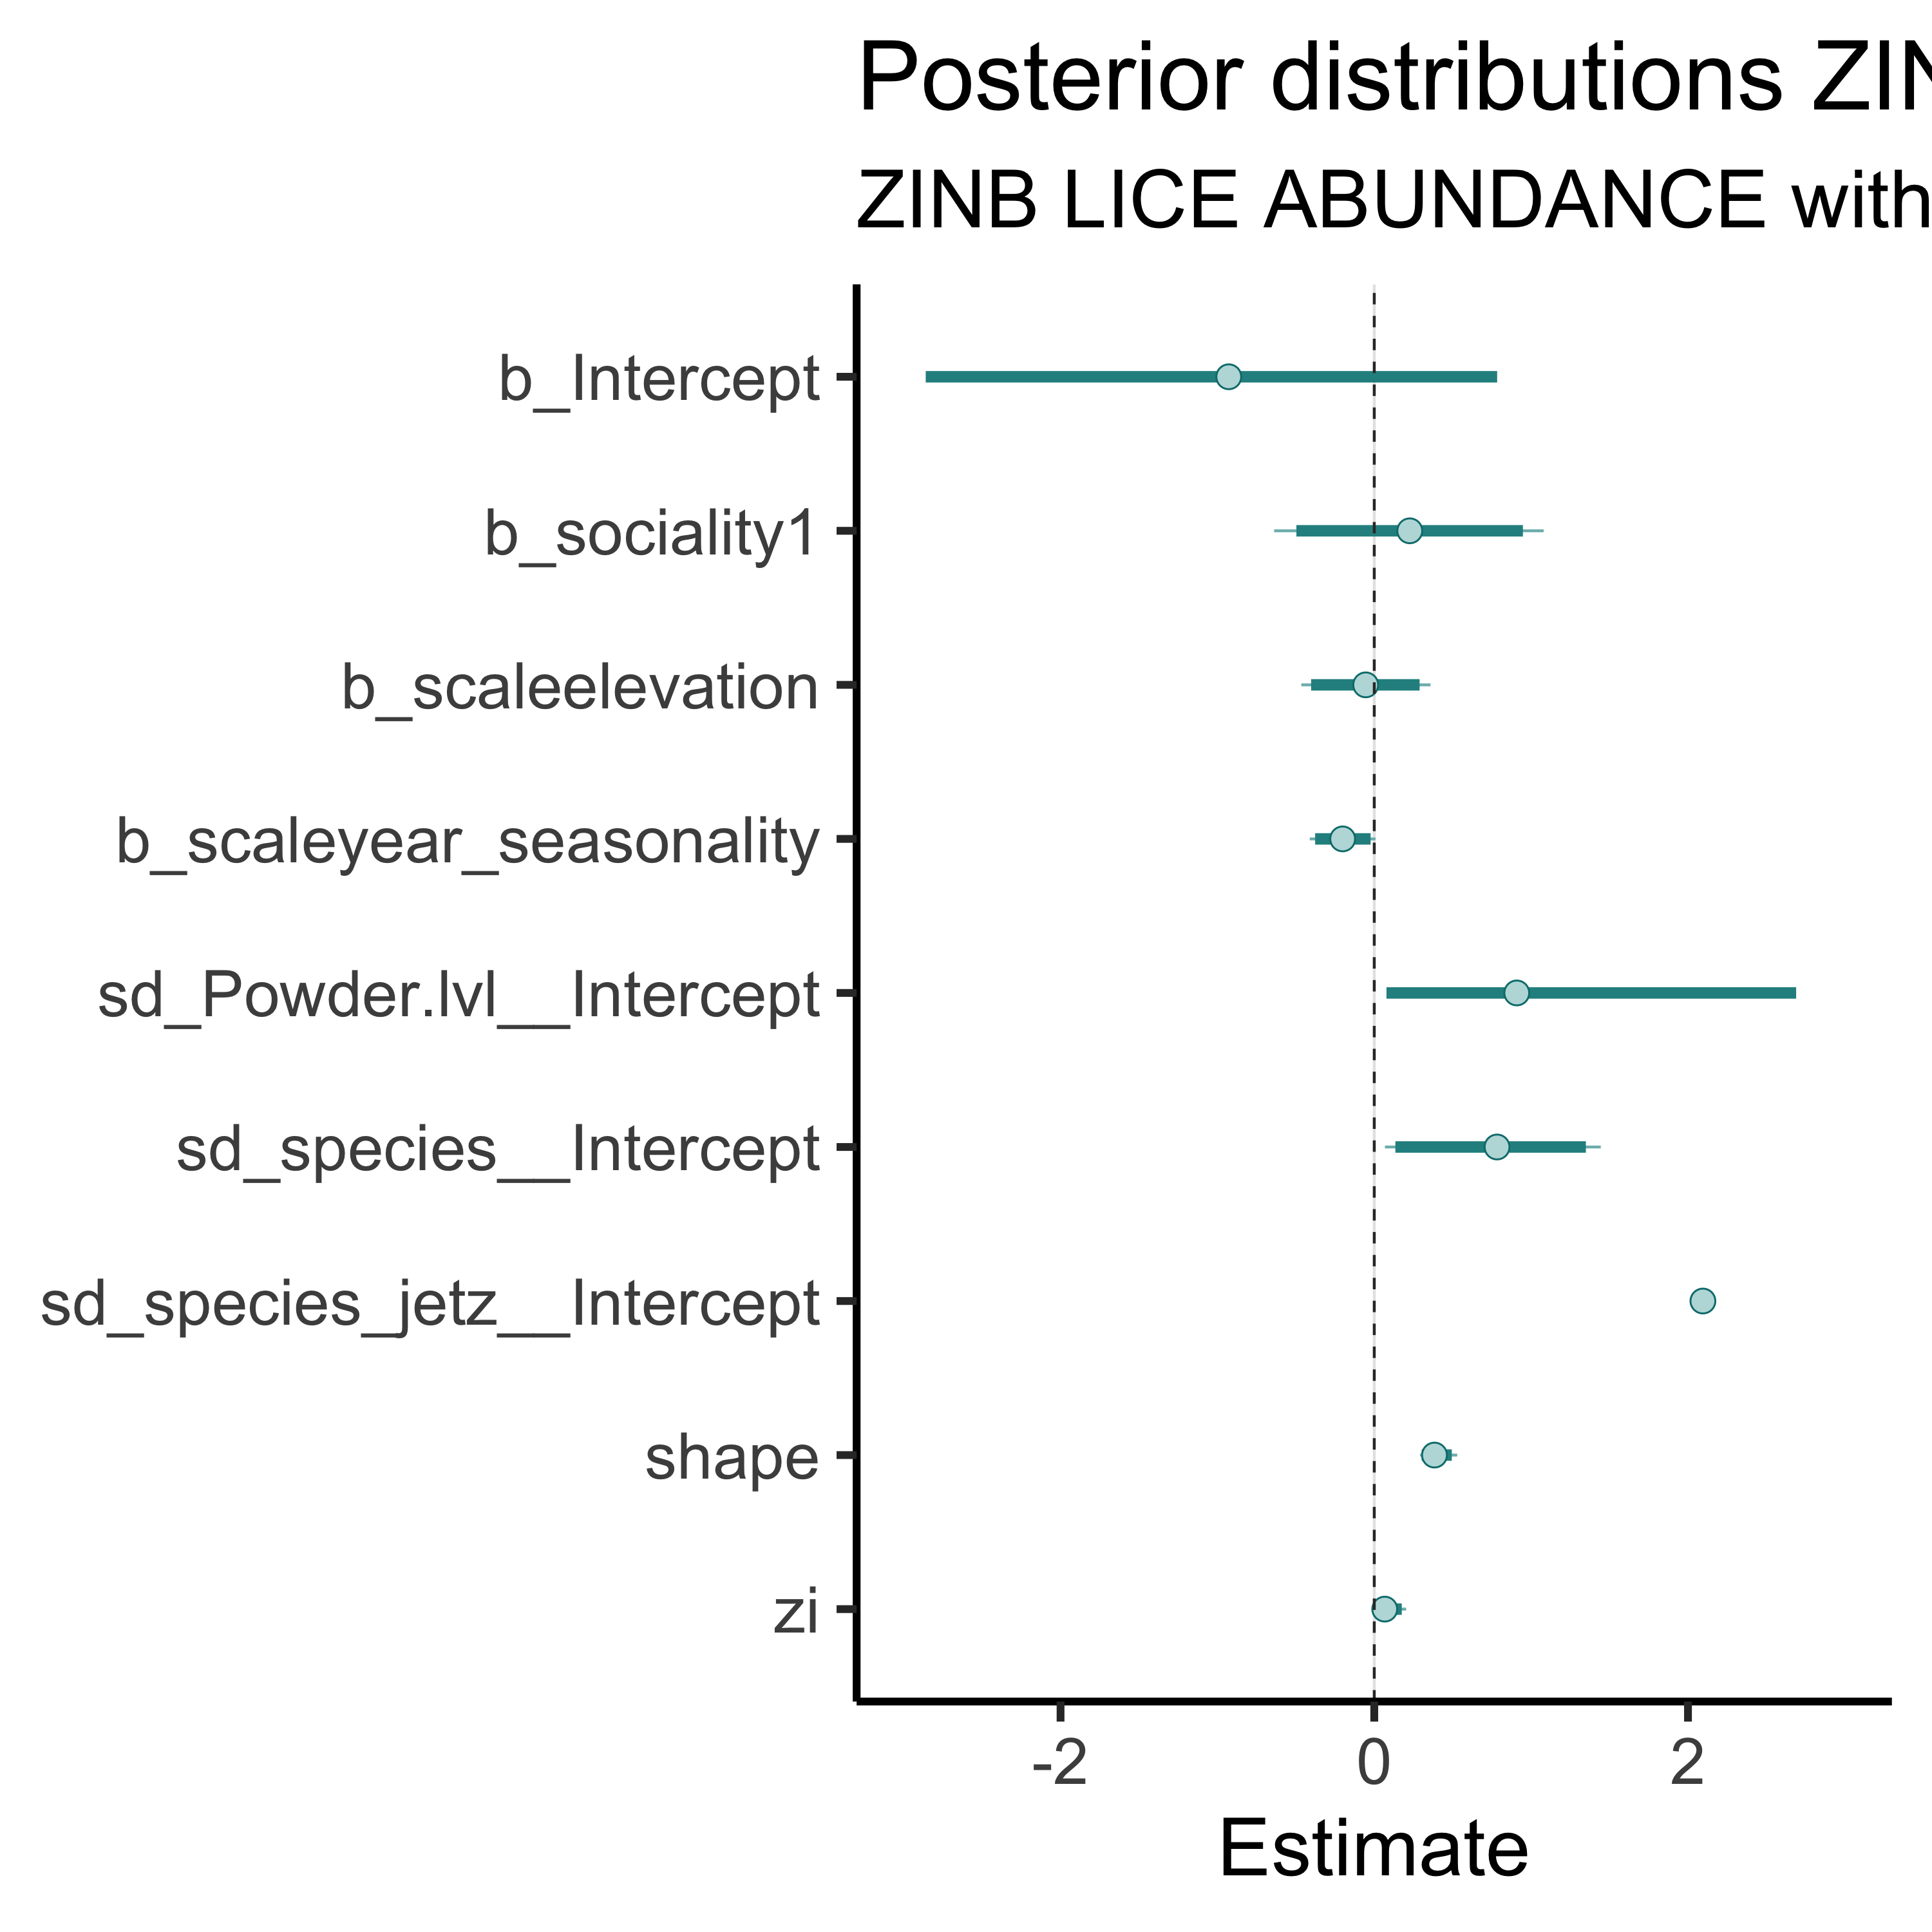 Posterior distributions ZIN
ZINB LICE ABUNDANCE with
b_Intercept
b_sociality1
b_scaleelevation
b_scaleyear_seasonality
sd_Powder.lvl__Intercept
sd_species__Intercept
sd_species_jetz__Intercept
shape
zi
-2 0 2
Estimate